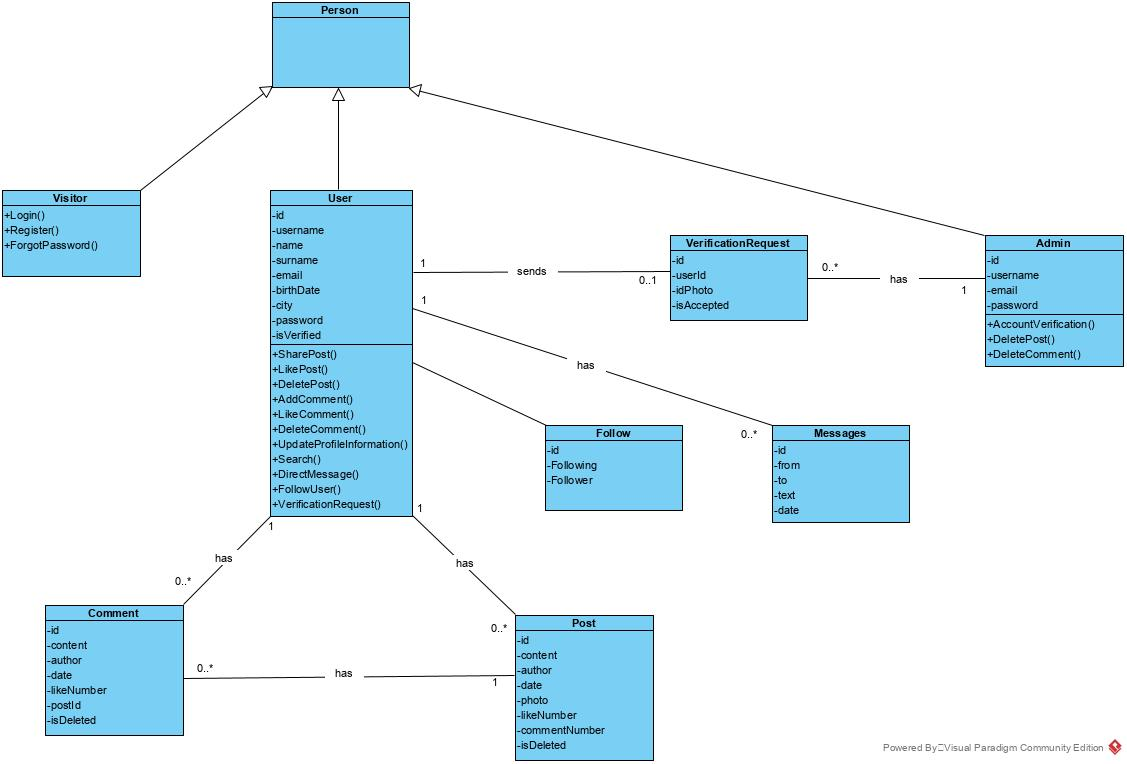 Person
Visitor
+Login()
+Register()
+ForgotPassword()
User
-id
-username
-name
-surname
-email
-birthDate
-city
-password
-isVerified
+SharePost()
+LikePost()
+DeletePost()
+AddComment()
+LikeComment()
+DeleteComment()
+UpdateProfileInformation()
+Search()
+DirectMessage()
+FollowUser()
+VerificationRequest()
1
sends
0..1
VerificationRequest
-id
-userId
-idPhoto
-isAccepted
0..*
has
1
Admin
-id
-username
-email
-password
+AccountVerification()
+DeletePost()
+DeleteComment()
1
has
0..*
Follow
-id
-Following
-Follower
Messages
-id
-from
-to
-text
-date
1
has
0..*
1
has
0..*
Comment
-id
-content
-author
-date
-likeNumber
-postId
-isDeleted
0..*
has
1
Post
-id
-content
-author
-date
-photo
-likeNumber
-commentNumber
-isDeleted
Powered By Visual Paradigm Community Edition